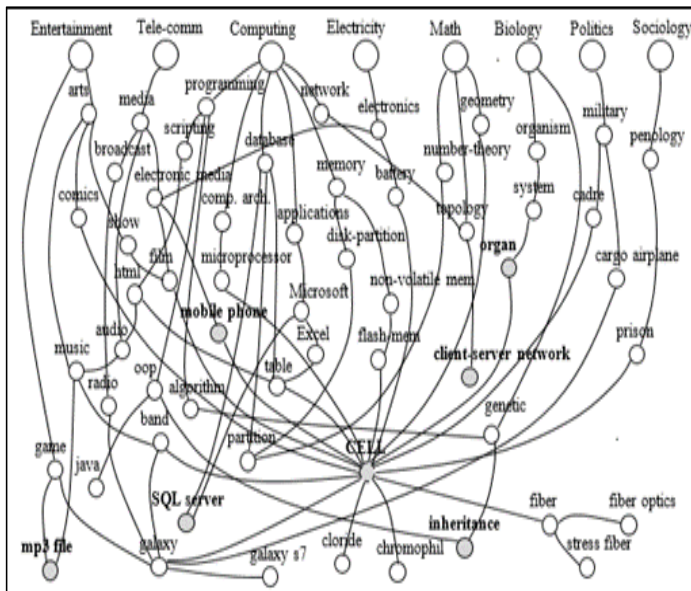 Entertainment Tele-comm Computing Electricity Math Biology Politics Sociology
arts
media
programming
network
electronics
geometry
military
scripting
broadcast
database
number-theory
organism
penology
electronic media
memory
battery
system
comics
comp. arch.
applications
tapology
cadre
show
film
disk-partition
organ
cargo airplane
html
microprocessor
non-volatile mem
mobile phone
Microsoft
audio
Excel
flash-mem
client-server network
prison
music
radio
oop
algorithm
table
genetic
band
partition
CELL
game
java
SQL server
inheritance
fiber
fiber optics
mp3 file
galaxy
galaxy s7
cloride
chromophil
stress fiber